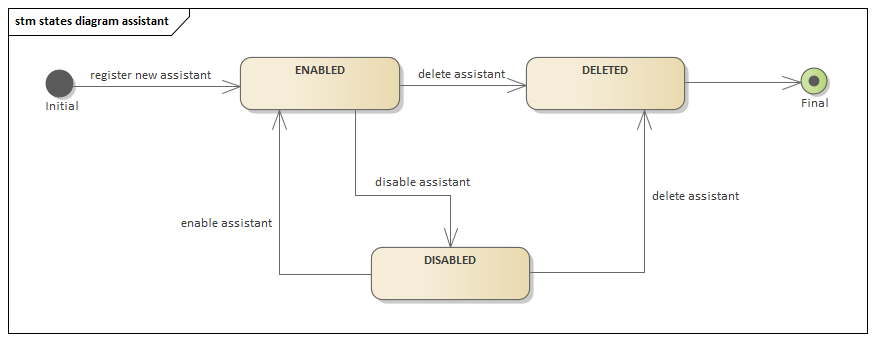 stm states diagram assistant
ENABLED
DELETED
register new assistant
delete assistant
Initial
Final
disable assistant
delete assistant
enable assistant
DISABLED